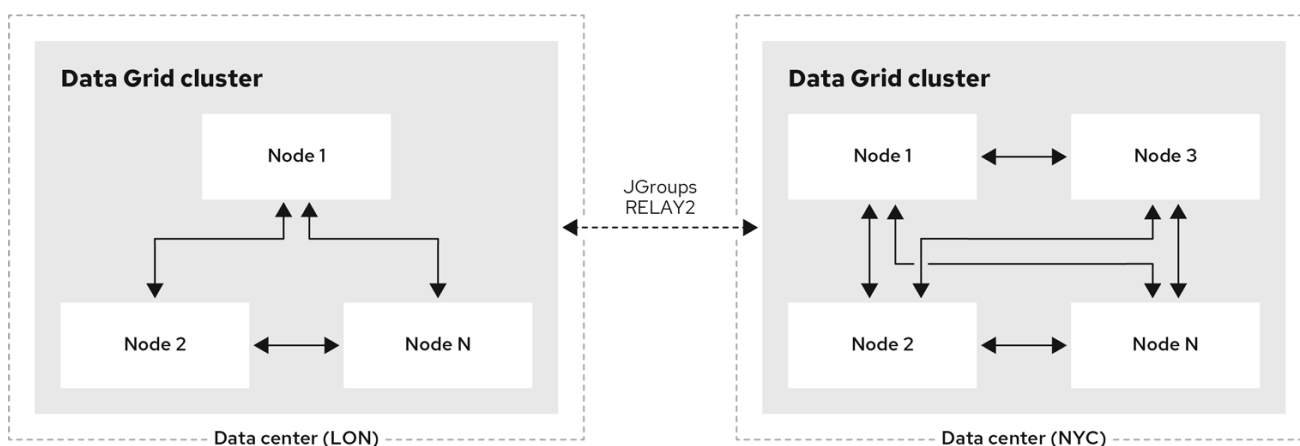 Data Grid cluster
Node 1
Node 2
Node N
Data center (LON)
JGroups
RELAY2
Data Grid cluster
Node 1
Node 3
Node 2
Node N
Data center (NYC)